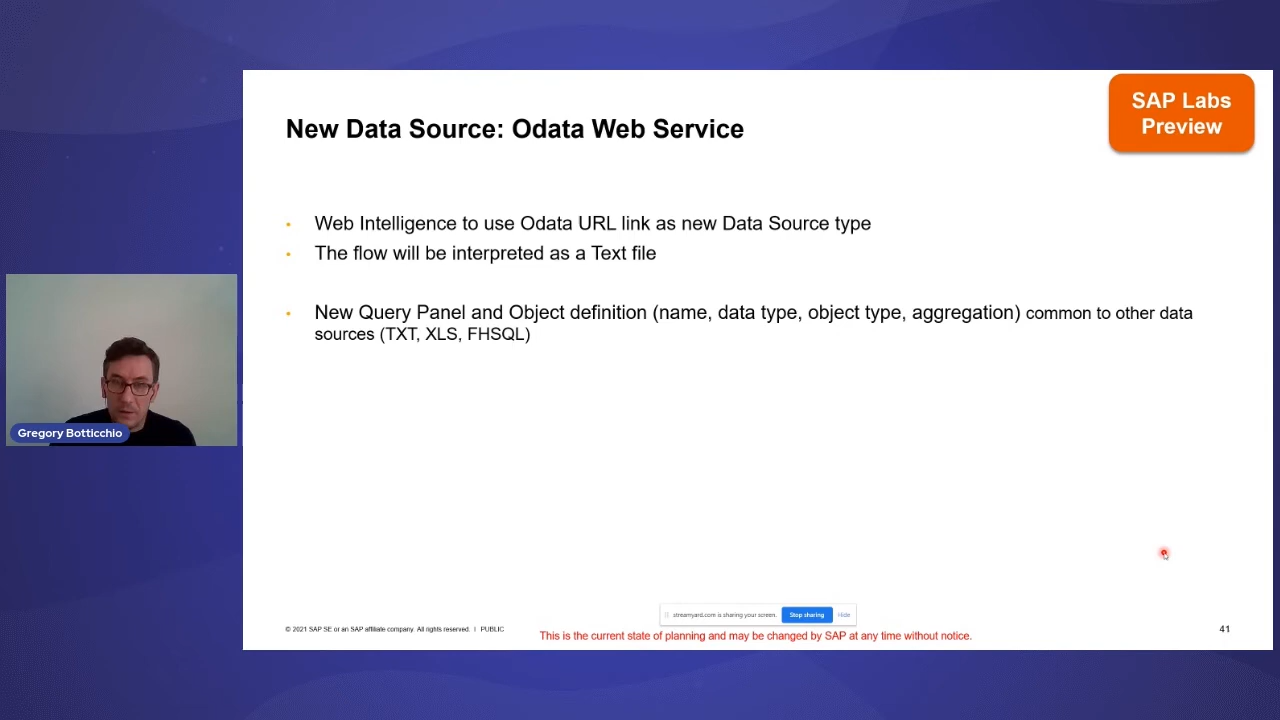 SAP Labs
Preview
New Data Source: Odata Web Service
• Web Intelligence to use Odata URL link as new Data Source type
• The flow will be interpreted as a Text file
• New Query Panel and Object definition (name, data type, object type, aggregation) common to other data
sources (TXT, XLS, FHSQL)
Gregory Botticchio
streamyard.com is sharing your screen.
Stop sharing
Hide
© 2021 SAP SE or an SAP affiliate company. All rights reserved. I PUBLIC
This is the current state of planning and may be changed by SAP at any time without notice.
41